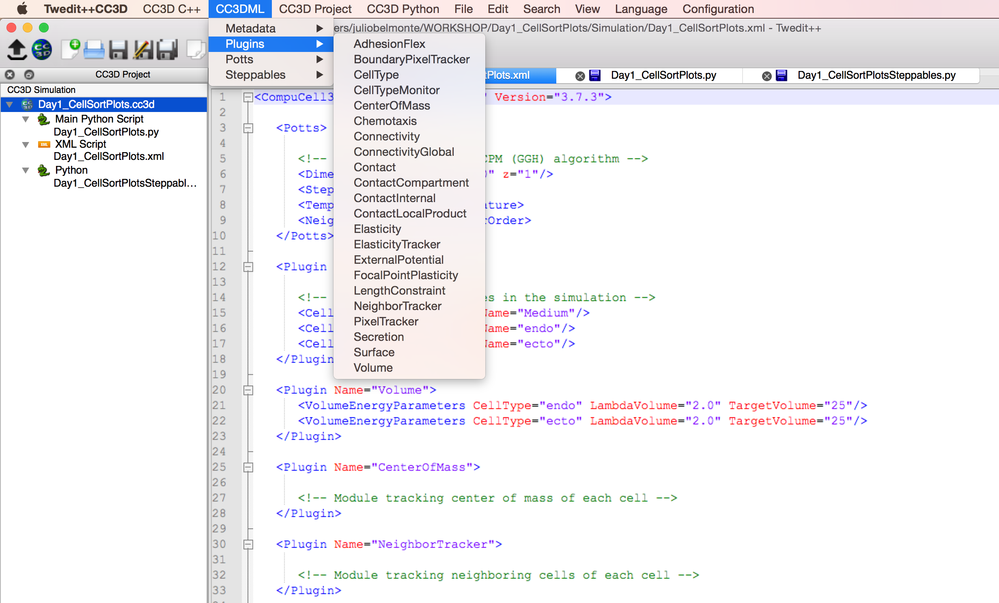 Twedit++CC3D CC3D C++ CC3DML CC3D Project CC3D Python File Edit Search View Language Configuration
ers/juliobelmonte/WORKSHOP/Day1_CellSortPlots/Simulation/Day1_CellSortPlots.xml - Twedit++
Metadata
Plugins
Potts
Steppables
AdhesionFlex
BoundaryPixelTracker
CellType
CellTypeMonitor
CenterOfMass
Chemotaxis
Connectivity
ConnectivityGlobal
Contact
ContactCompartment
ContactInternal
ContactLocalProduct
Elasticity
ElasticityTracker
ExternalPotential
FocalPointPlasticity
LengthConstraint
NeighborTracker
PixelTracker
Secretion
Surface
Volume
CC3D Project
CC3D Simulation
Day1_CellSortPlots.cc3d
Main Python Script
Day1_CellSortPlots.py
XML XML Script
Day1_CellSortPlots.xml
Python
Day1_CellSortPlotsSteppabl...
tPlots.xml Day1_CellSortPlots.py Day1_CellSortPlotsSteppables.py
1 <CompuCell3 Version="3.7.3">
2
3 <Potts>
4
5 <!-- CPM (GGH) algorithm -->
6 <Dime " z="1"/>
7 <Step
8 <Temp ature>
9 <Neig rOrder>
10 </Potts>
11
12 <Plugin
13
14 <!-- es in the simulation -->
15 <Cell Name="Medium"/>
16 <Cell Name="endo"/>
17 <Cell Name="ecto"/>
18 </Plugin
19
20 <Plugin Name="Volume">
21 <VolumeEnergyParameters CellType="endo" LambdaVolume="2.0" TargetVolume="25"/>
22 <VolumeEnergyParameters CellType="ecto" LambdaVolume="2.0" TargetVolume="25"/>
23 </Plugin>
24
25 <Plugin Name="CenterOfMass">
26
27 <!-- Module tracking center of mass of each cell -->
28 </Plugin>
29
30 <Plugin Name="NeighborTracker">
31
32 <!-- Module tracking neighboring cells of each cell -->
33 </Plugin>